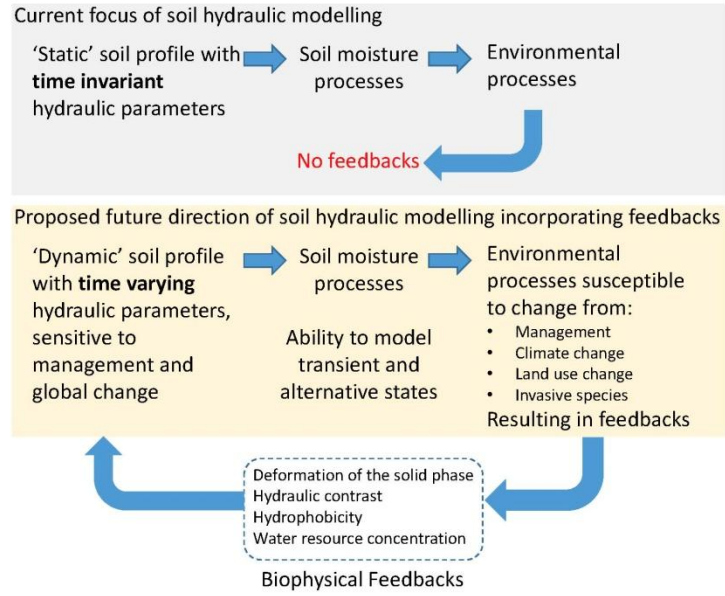 Current focus of soil hydraulic modelling
‘Static’ soil profile with
time invariant
hydraulic parameters
Soil moisture
processes
Environmental
processes
No feedbacks
Proposed future direction of soil hydraulic modelling incorporating feedbacks
‘Dynamic’ soil profile
with time varying
hydraulic parameters,
sensitive to
management and
global change
Soil moisture
processes
Ability to model
transient and
alternative states
Environmental
processes susceptible
to change from:
• Management
• Climate change
• Land use change
• Invasive species
Resulting in feedbacks
Deformation of the solid phase
Hydraulic contrast
Hydrophobicity
Water resource concentration
Biophysical Feedbacks